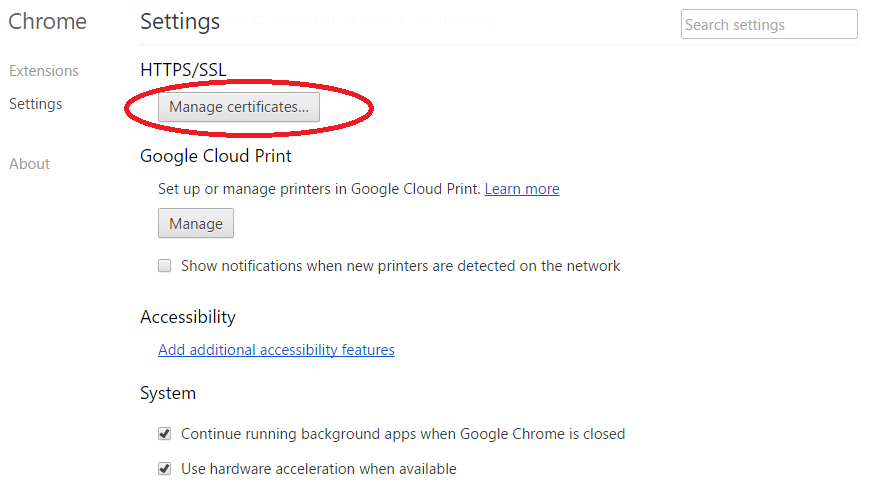 Chrome
Settings
Search settings
Extensions
Settings
About
HTTPS/SSL
Manage certificates...
Google Cloud Print
Set up or manage printers in Google Cloud Print. Learn more
Manage
Show notifications when new printers are detected on the network
Accessibility
Add additional accessibility features
System
Continue running background apps when Google Chrome is closed
Use hardware acceleration when available